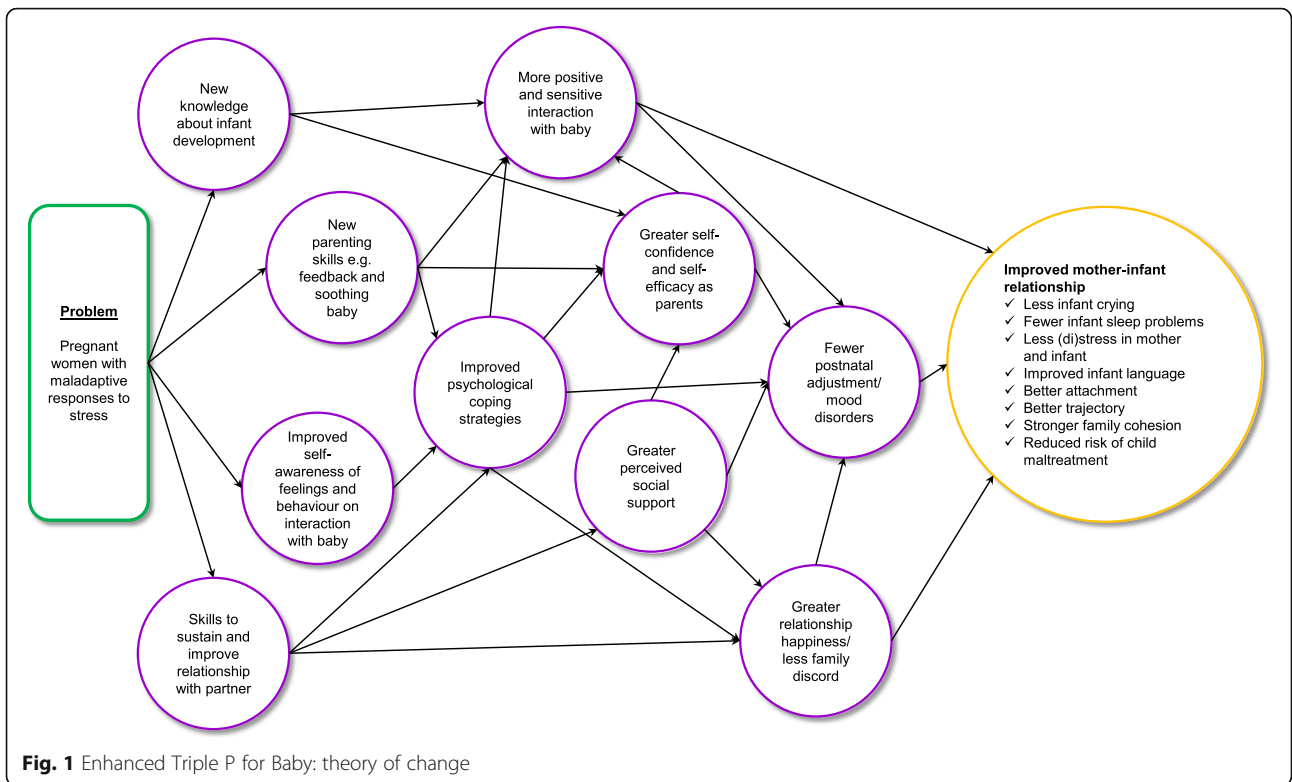 New
knowledge
about infant
development
More positive
and sensitive
interaction
with baby
New
parenting
skills e.g.
feedback and
soothing
baby
Greater self-
confidence
and self-
efficacy as
parents
Problem
Pregnant
women with
maladaptive
responses to
stress
Improved
psychological
coping
strategies
Fewer
postnatal
adjustment/
mood
disorders
Improved mother-infant
relationship
✓ Less infant crying
✓ Fewer infant sleep problems
✓ Less (di)stress in mother
and infant
✓ Improved infant language
✓ Better attachment
✓ Better trajectory
✓ Stronger family cohesion
✓ Reduced risk of child
maltreatment
Improved
self-
awareness of
feelings and
behaviour on
interaction
with baby
Greater
perceived
social
support
Skills to
sustain and
improve
relationship
with partner
Greater
relationship
happiness/
less family
discord
Fig. 1 Enhanced Triple P for Baby: theory of change